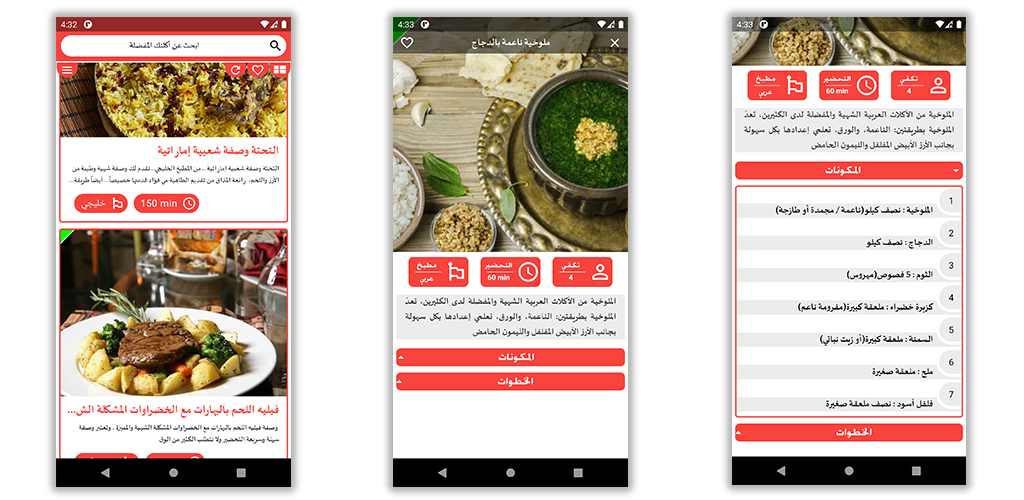 4:32
ابحث عن أكلتك المفضلة
التحتة وصفة شعبية إماراتية
التحتة وصفة شعبية إماراتية ...من المطبخ الخليجي.. تقدم لك وصفة شهية وطيبة من
الأرز واللحم. رائعة المذاق من تقديم الطاهية مي فؤاد قدمتها خصيصاً ... أيضاً طريقة...
150 min
خليجي
فيليه اللحم بالبهارات مع الخضراوات المشكلة الش...
وصفة فيليه اللحم بالبهارات مع الخضراوات المشكلة الشهية والمميزة , وتعتبر وصفة
سهلة وسريعة التحضير ولا تتطلب الكثير من الوق
4:33
ملوخية ناعمة بالدجاج
تكفي
4
التحضير
60 min
مطبخ
عربي
الملوخية من الأكلات العربية الشهية والمفضلة لدى الكثيرين، تعدّ
الملوخية بطريقتين: الناعمة، والورق، تعلمي إعدادها بكل سهولة
بجانب الأرز الأبيض المفلفل والليمون الحامض
المكونات
الخطوات
4:33
تكفي
4
التحضير
60 min
مطبخ
عربي
الملوخية من الأكلات العربية الشهية والمفضلة لدى الكثيرين، تعدّ
الملوخية بطريقتين: الناعمة، والورق، تعلمي إعدادها بكل سهولة
بجانب الأرز الأبيض المفلفل والليمون الحامض
المكونات
1
الملوخية : نصف كيلو(ناعمة / مجمدة أو طازجة)
2
الدجاج : نصف كيلو
3
الثوم : 5 فصوص(مهروس)
4
كزبرة خضراء : ملعقة كبيرة(مفرومة ناعم)
5
السمنة : ملعقة كبيرة(أو زيت نباتي)
6
ملح : ملعقة صغيرة
7
فلفل أسود : نصف ملعقة صغيرة
الخطوات